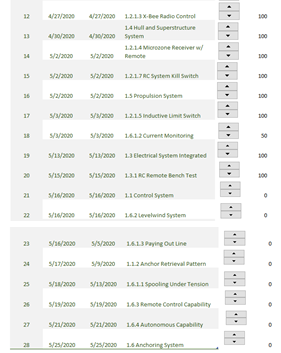 12 4/27/2020 4/27/2020 1.2.1.3 X-Bee Radio Control 100
1.4 Hull and Superstructure
13 4/30/2020 4/30/2020 System 100
1.2.1.4 Microzone Receiver w/
14 5/2/2020 5/2/2020 Remote 100
15 5/2/2020 5/2/2020 1.2.1.7 RC System Kill Switch 100
16 5/2/2020 5/2/2020 1.5 Propulsion System 100
17 5/3/2020 5/3/2020 1.2.1.5 Inductive Limit Switch 100
18 5/3/2020 5/3/2020 1.6.1.2 Current Monitoring 50
19 5/13/2020 5/13/2020 1.3 Electrical System Integrated 100
20 5/15/2020 5/15/2020 1.3.1 RC Remote Bench Test 100
21 5/16/2020 5/16/2020 1.1 Control System 0
22 5/16/2020 5/16/2020 1.6.2 Levelwind System 0
23 5/16/2020 5/5/2020 1.6.1.3 Paying Out Line 0
24 5/17/2020 5/9/2020 1.1.2 Anchor Retrieval Pattern 0
25 5/18/2020 5/13/2020 1.6.1.1 Spooling Under Tension 0
26 5/19/2020 5/19/2020 1.6.3 Remote Control Capability 0
27 5/21/2020 5/21/2020 1.6.4 Autonomous Capability 0
28 5/25/2020 5/25/2020 1.6 Anchoring System 0